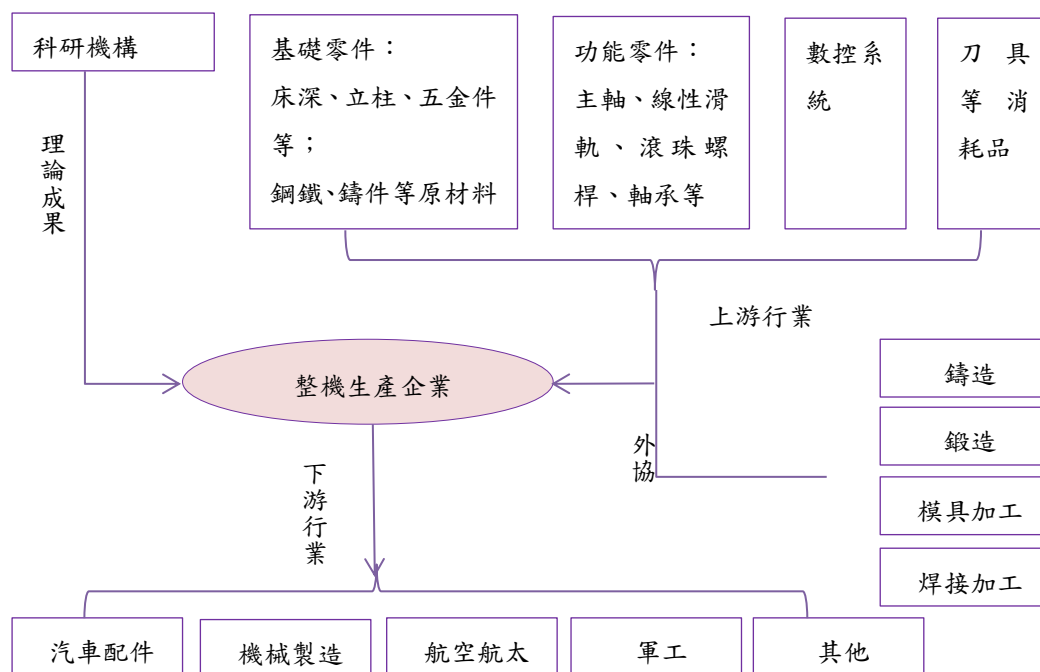 科研機構
基礎零件：
床深、立柱、五金件
等；
鋼鐵、鑄件等原材料
功能零件：
主軸、線性滑
軌、滾珠螺
桿、軸承等
數控系
統
刀具
等消
耗品
理論成果
上游行業
整機生產企業
鑄造
鍛造
模具加工
焊接加工
外協
下游行業
汽車配件
機械製造
航空航太
軍工
其他